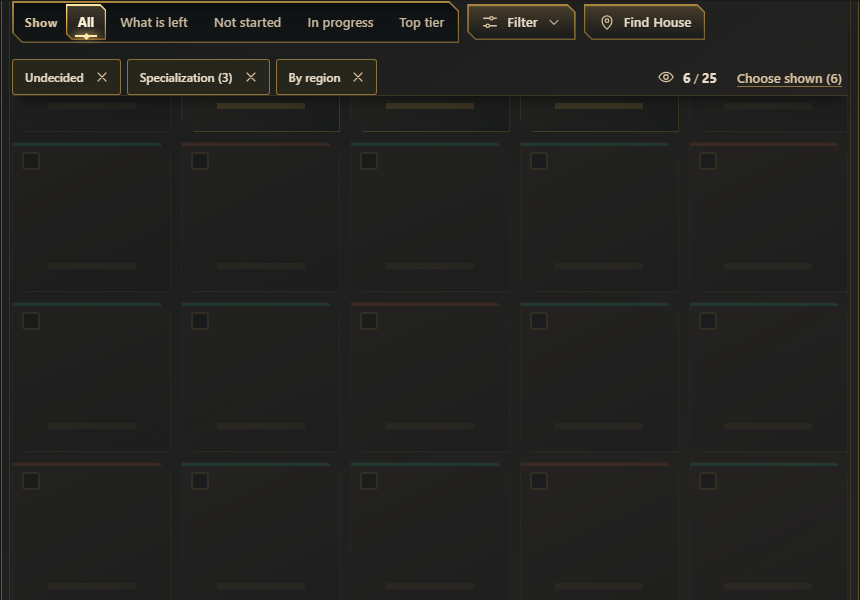 Show All What is left Not started In progress Top tier Filter Find House
Undecided Specialization (3) By region 6 / 25 Choose shown (6)